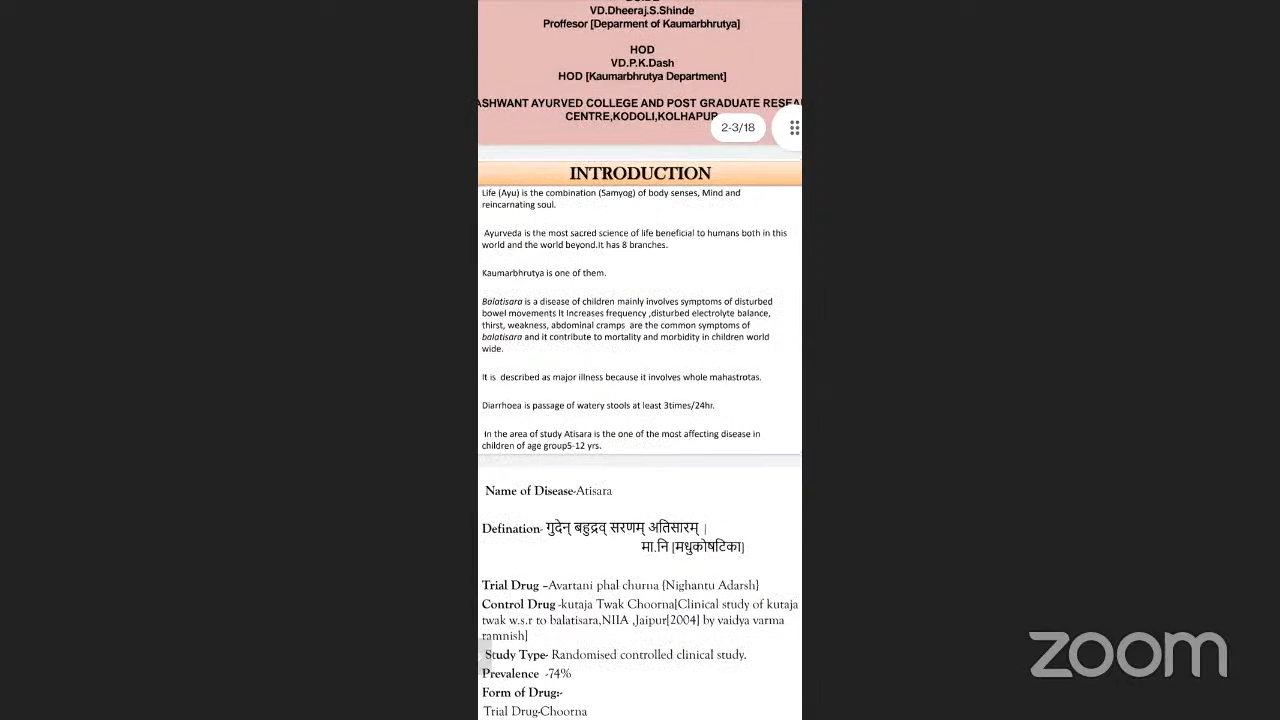 VD.Dheeraj.S.Shinde
Proffesor [Deparment of Kaumarbhrutya]
HOD
VD.P.K.Dash
HOD [Kaumarbhrutya Department]
ASHWANT AYURVED COLLEGE AND POST GRADUATE RESEA
CENTRE,KODOLI,KOLHAPUR
2-3/18
INTRODUCTION
Life (Ayu) is the combination (Samyog) of body senses, Mind and
reincarnating soul.
Ayurveda is the most sacred science of life beneficial to humans both in this
world and the world beyond.It has 8 branches.
Kaumarbhrutya is one of them.
Balatisara is a disease of children mainly involves symptoms of disturbed
bowel movements It Increases frequency ,disturbed electrolyte balance,
thirst, weakness, abdominal cramps are the common symptoms of
balatisara and it contribute to mortality and morbidity in children world
wide.
It is described as major illness because it involves whole mahastrotas.
Diarrhoea is passage of watery stools at least 3times/24hr.
In the area of study Atisara is the one of the most affecting disease in
children of age group5-12 yrs.
Name of Disease-Atisara
Defination- गुदेन् बहुद्रव् सरणम् अतिसारम् |
मा.नि [मधुकोषटिका]
Trial Drug –Avartani phal churna {Nighantu Adarsh}
Control Drug -kutaja Twak Choorna[Clinical study of kutaja
twak w.s.r to balatisara,NIIA ,Jaipur[2004] by vaidya varma
ramnish]
Study Type- Randomised controlled clinical study.
Prevalence -74%
Form of Drug:-
Trial Drug-Choorna
zoom